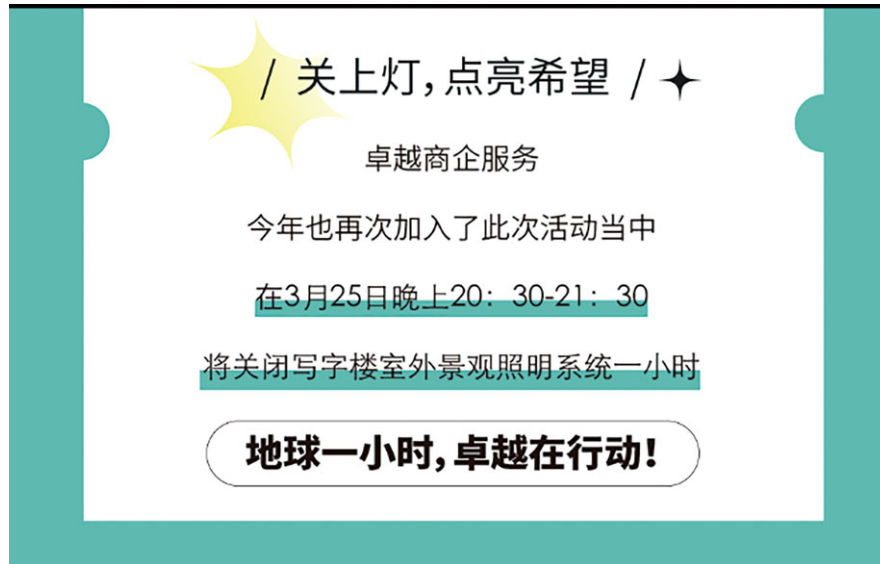 / 关上灯，点亮希望 /
卓越商企服务
今年也再次加入了此次活动当中
在3月25日晚上20：30-21：30
将关闭写字楼室外景观照明系统一小时
地球一小时，卓越在行动！